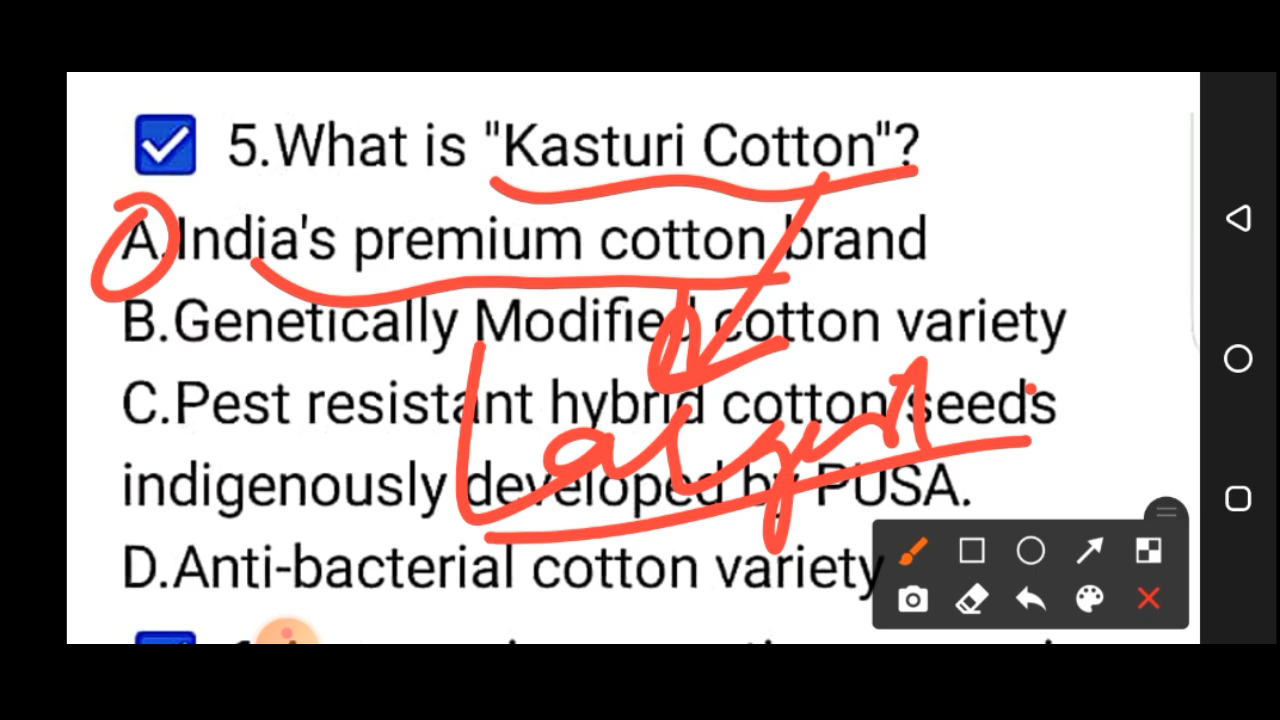 5.What is "Kasturi Cotton"?
A.India's premium cotton brand
B.Genetically Modified cotton variety
C.Pest resistant hybrid cotton seeds
indigenously developed by PUSA.
D.Anti-bacterial cotton variety
Largest